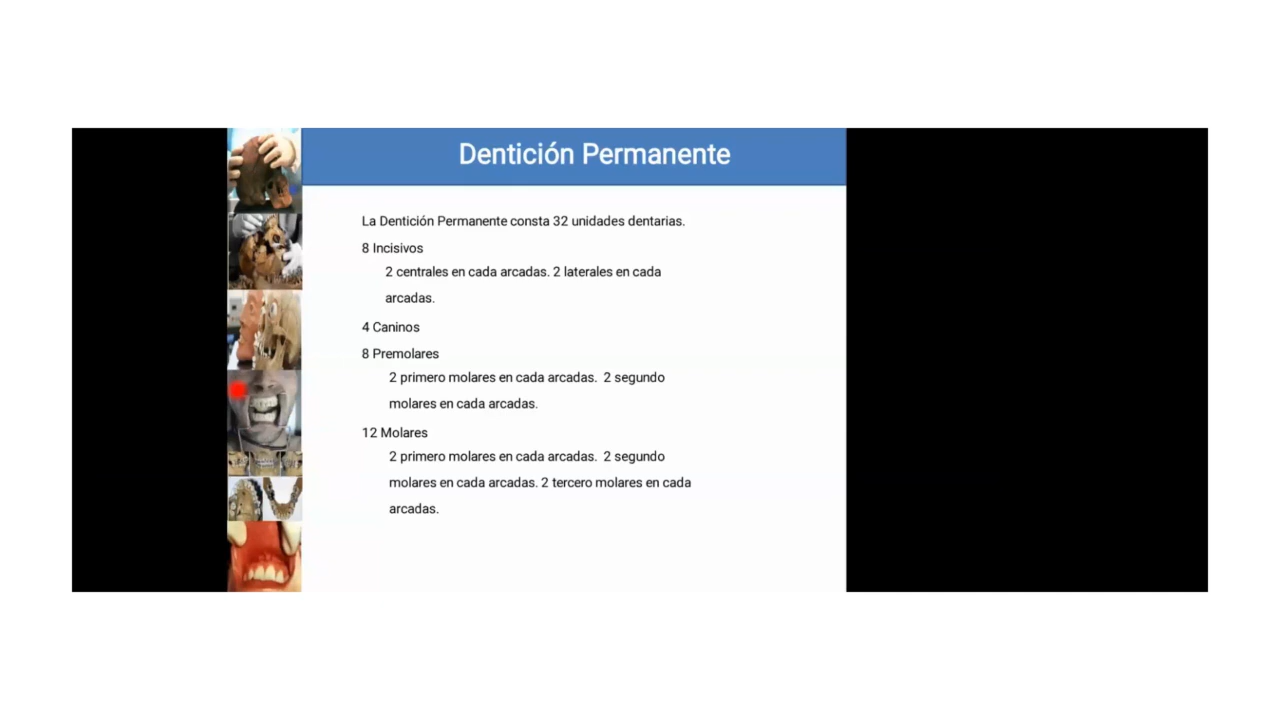 Dentición Permanente
La Dentición Permanente consta 32 unidades dentarias.
8 Incisivos
2 centrales en cada arcadas. 2 laterales en cada
arcadas.
4 Caninos
8 Premolares
2 primero molares en cada arcadas. 2 segundo
molares en cada arcadas.
12 Molares
2 primero molares en cada arcadas. 2 segundo
molares en cada arcadas. 2 tercero molares en cada
arcadas.